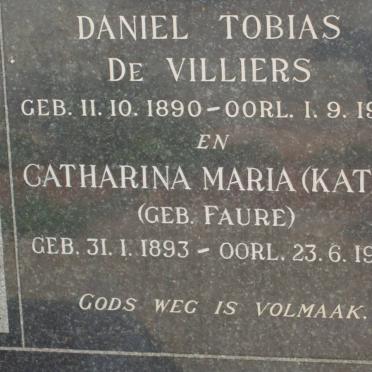 DANIEL TOBIAS
DE VILLIERS
GEB. 11.10.1890 – OORL. 1.9.19
EN
CATHARINA MARIA (KAT
(GEB. FAURE)
GEB. 31.1.1893 – OORL. 23.6.19
GODS WEG IS VOLMAAK.